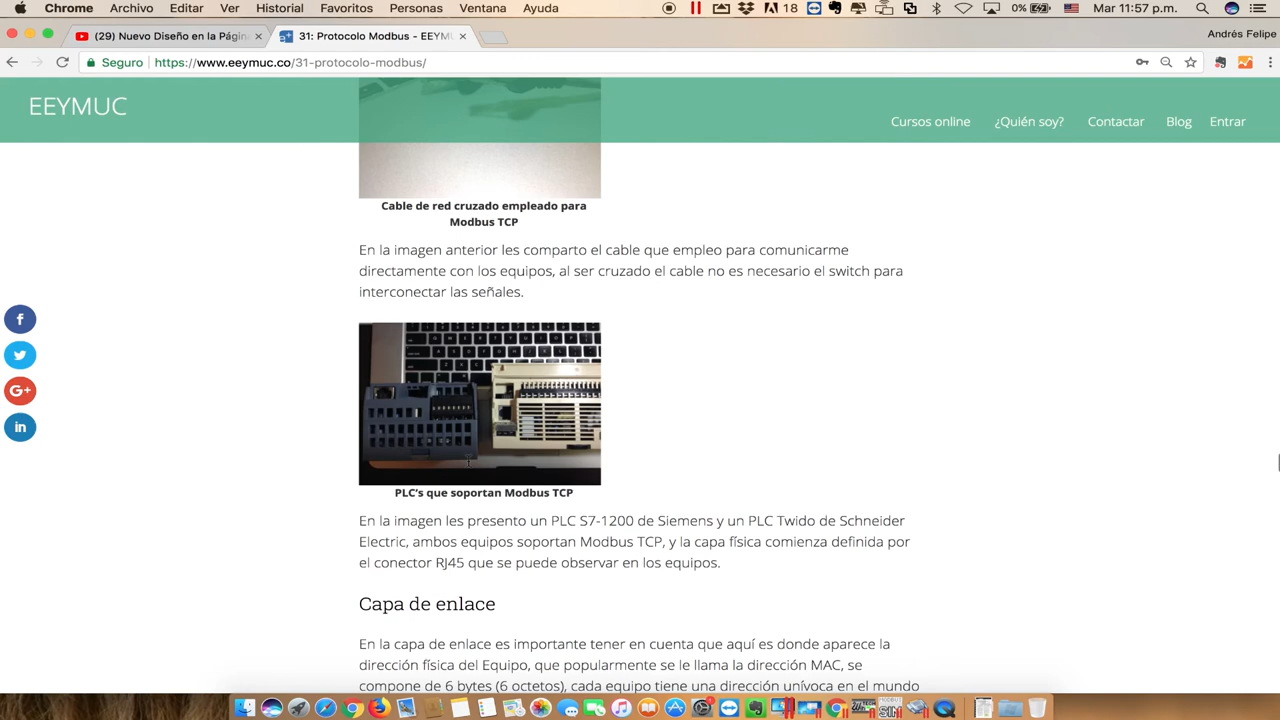 Chrome Archivo Editar Ver Historial Favoritos Personas Ventana Ayuda 18 0% Mar 11:57 p.m.
(29) Nuevo Diseño en la Página 31: Protocolo Modbus - EEYMU Andrés Felipe
Seguro https://www.eeymuc.co/31-protocolo-modbus/
EEYMUC
Cursos online ¿Quién soy? Contactar Blog Entrar
Cable de red cruzado empleado para
Modbus TCP
En la imagen anterior les comparto el cable que empleo para comunicarme
directamente con los equipos, al ser cruzado el cable no es necesario el switch para
interconectar las señales.
f
G+
in
PLC's que soportan Modbus TCP
En la imagen les presento un PLC S7-1200 de Siemens y un PLC Twido de Schneider
Electric, ambos equipos soportan Modbus TCP, y la capa física comienza definida por
el conector RJ45 que se puede observar en los equipos.
Capa de enlace
En la capa de enlace es importante tener en cuenta que aquí es donde aparece la
dirección física del Equipo, que popularmente se le llama la dirección MAC, se
compone de 6 bytes (6 octetos), cada equipo tiene una dirección unívoca en el mundo